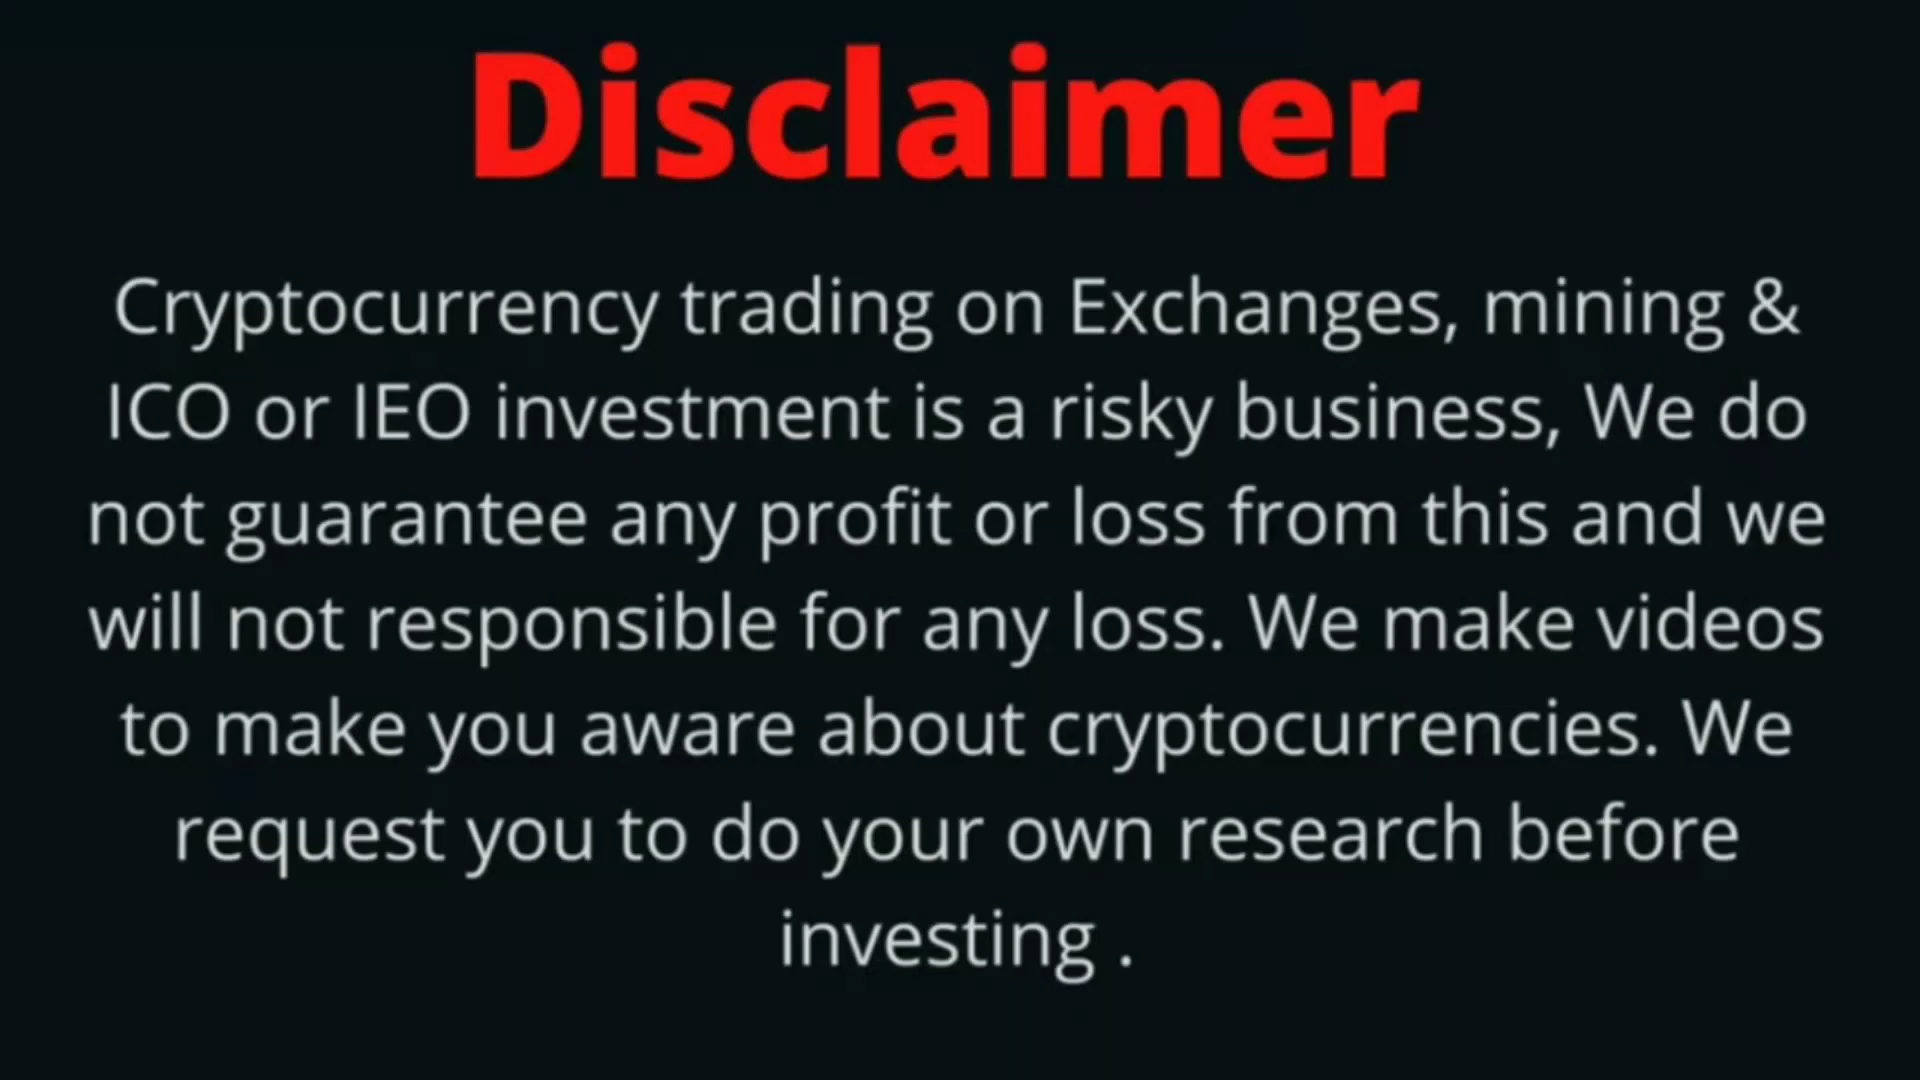 Disclaimer
Cryptocurrency trading on Exchanges, mining &
ICO or IEO investment is a risky business, We do
not guarantee any profit or loss from this and we
will not responsible for any loss. We make videos
to make you aware about cryptocurrencies. We
request you to do your own research before
investing .